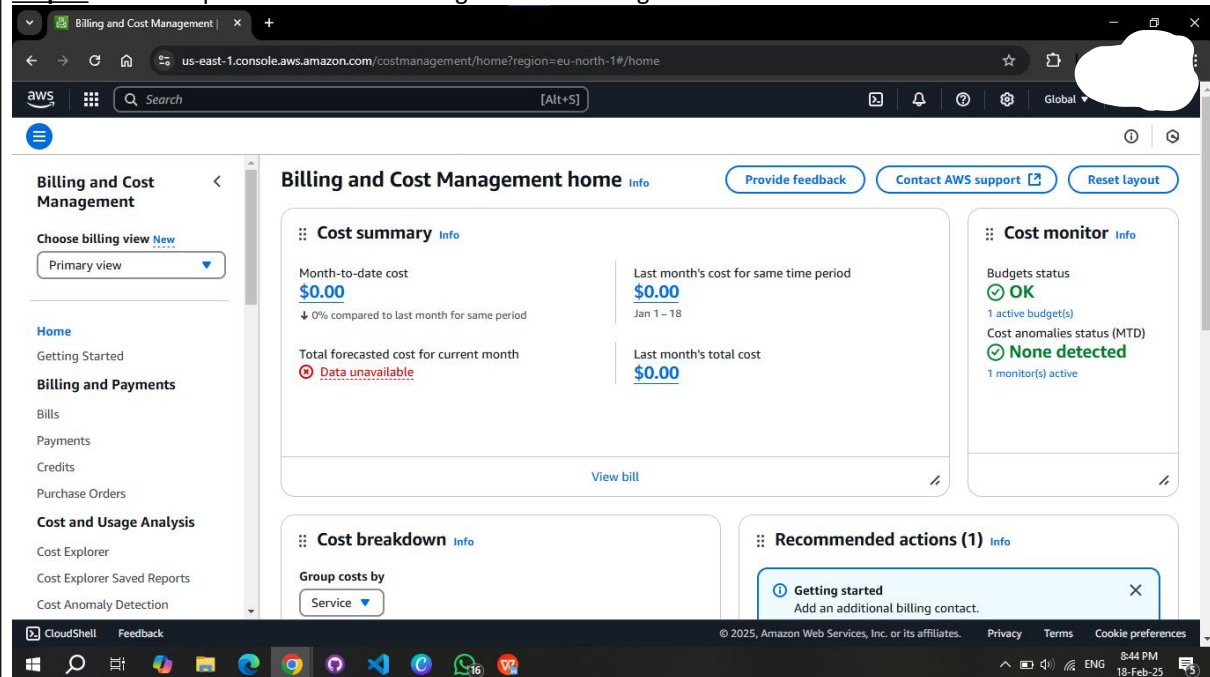 Billing and Cost Management |
us-east-1.console.aws.amazon.com/costmanagement/home?region=eu-north-1#/home
aws
Search
[Alt+S]
Global
Billing and Cost
Management
Choose billing view New
Primary view
Home
Getting Started
Billing and Payments
Bills
Payments
Credits
Purchase Orders
Cost and Usage Analysis
Cost Explorer
Cost Explorer Saved Reports
Cost Anomaly Detection
Billing and Cost Management home Info
Provide feedback
Contact AWS support
Reset layout
Cost summary Info
Month-to-date cost
$0.00
0% compared to last month for same period
Last month's cost for same time period
$0.00
Jan 1 – 18
Total forecasted cost for current month
Data unavailable
Last month's total cost
$0.00
View bill
Cost monitor Info
Budgets status
OK
1 active budget(s)
Cost anomalies status (MTD)
None detected
1 monitor(s) active
Cost breakdown Info
Group costs by
Service
Recommended actions (1) Info
Getting started
Add an additional billing contact.
CloudShell Feedback
© 2025, Amazon Web Services, Inc. or its affiliates. Privacy Terms Cookie preferences
16
ENG
8:44 PM
18-Feb-25
5